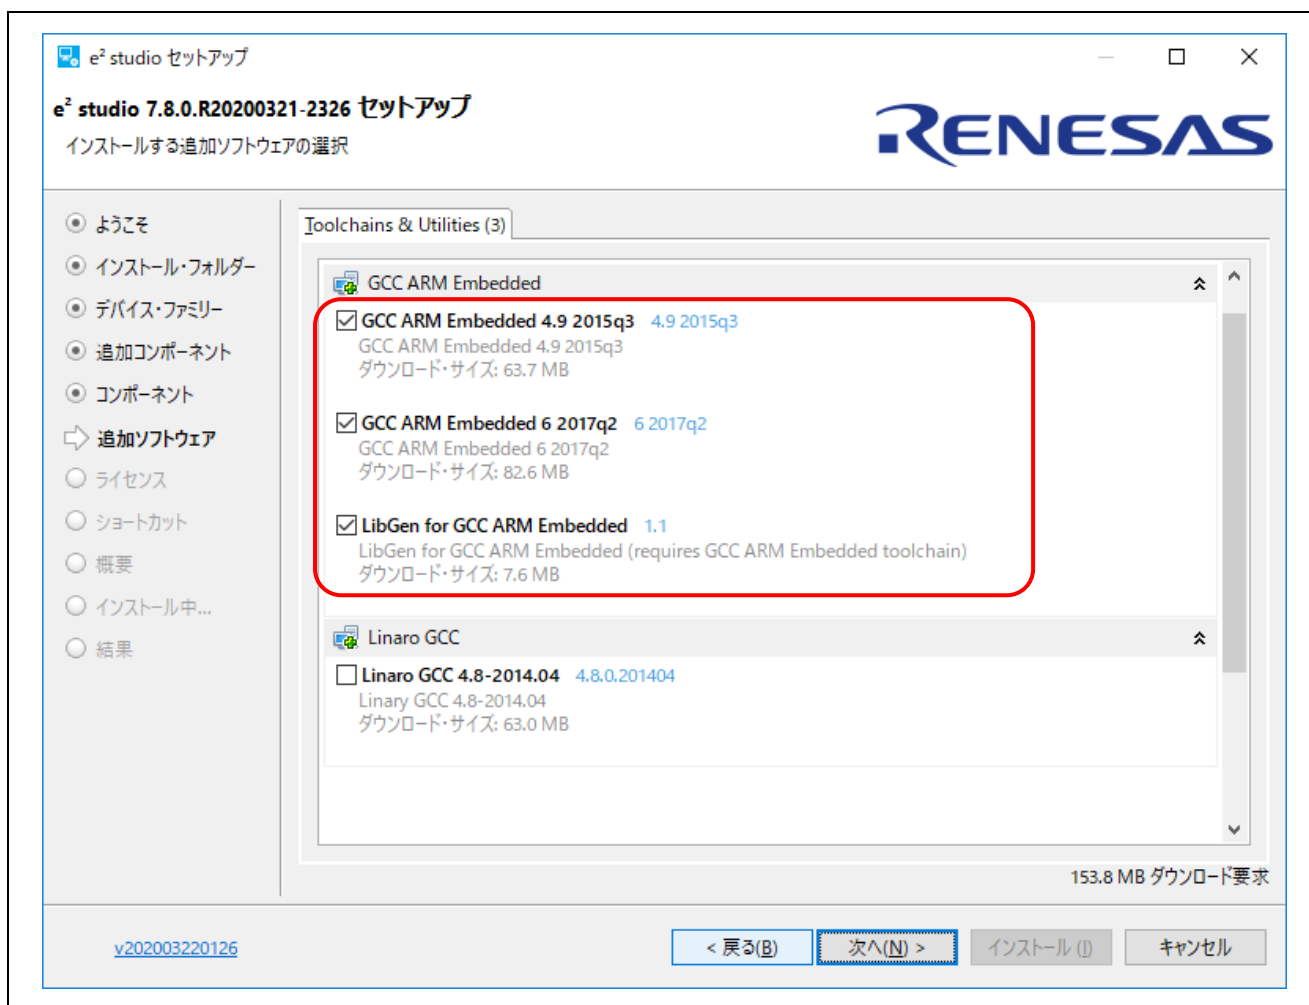 e² studio セットアップ
e² studio 7.8.0.R20200321-2326 セットアップ
インストールする追加ソフトウェアの選択
RENESAS
ようこそ
インストール・フォルダー
デバイス・ファミリー
追加コンポーネント
コンポーネント
追加ソフトウェア
ライセンス
ショートカット
概要
インストール中...
結果
Toolchains & Utilities (3)
GCC ARM Embedded
GCC ARM Embedded 4.9 2015q3 4.9 2015q3
GCC ARM Embedded 4.9 2015q3
ダウンロード・サイズ: 63.7 MB
GCC ARM Embedded 6 2017q2 6 2017q2
GCC ARM Embedded 6 2017q2
ダウンロード・サイズ: 82.6 MB
LibGen for GCC ARM Embedded 1.1
LibGen for GCC ARM Embedded (requires GCC ARM Embedded toolchain)
ダウンロード・サイズ: 7.6 MB
Linaro GCC
Linaro GCC 4.8-2014.04 4.8.0.201404
Linary GCC 4.8-2014.04
ダウンロード・サイズ: 63.0 MB
153.8 MB ダウンロード要求
v202003220126
< 戻る(B)
次へ(N) >
インストール (I)
キャンセル